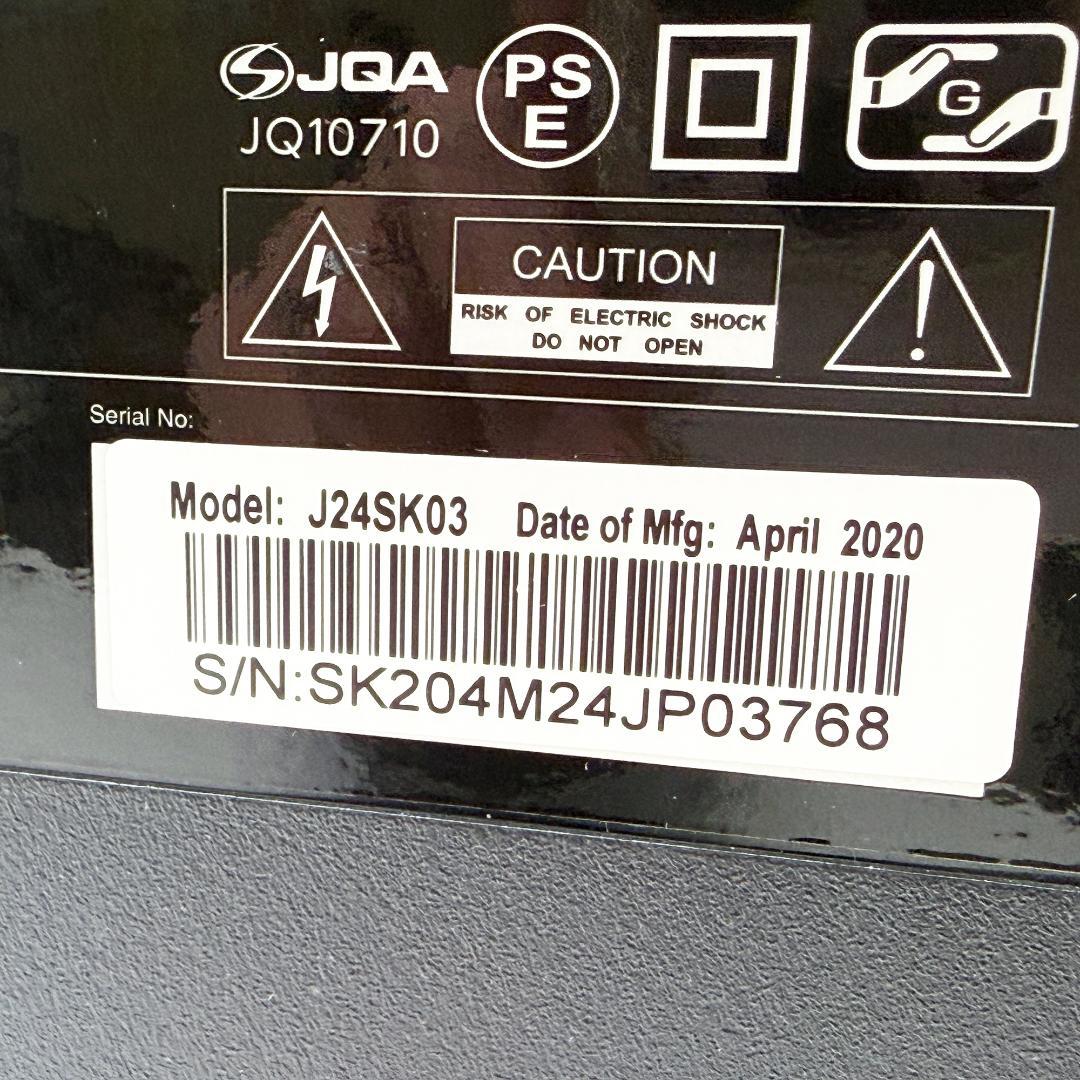 JQA
JQ10710
PS
E
G
CAUTION
RISK OF ELECTRIC SHOCK
DO NOT OPEN
Serial No:
Model: J24SK03 Date of Mfg: April 2020
S/N:SK204M24JP03768